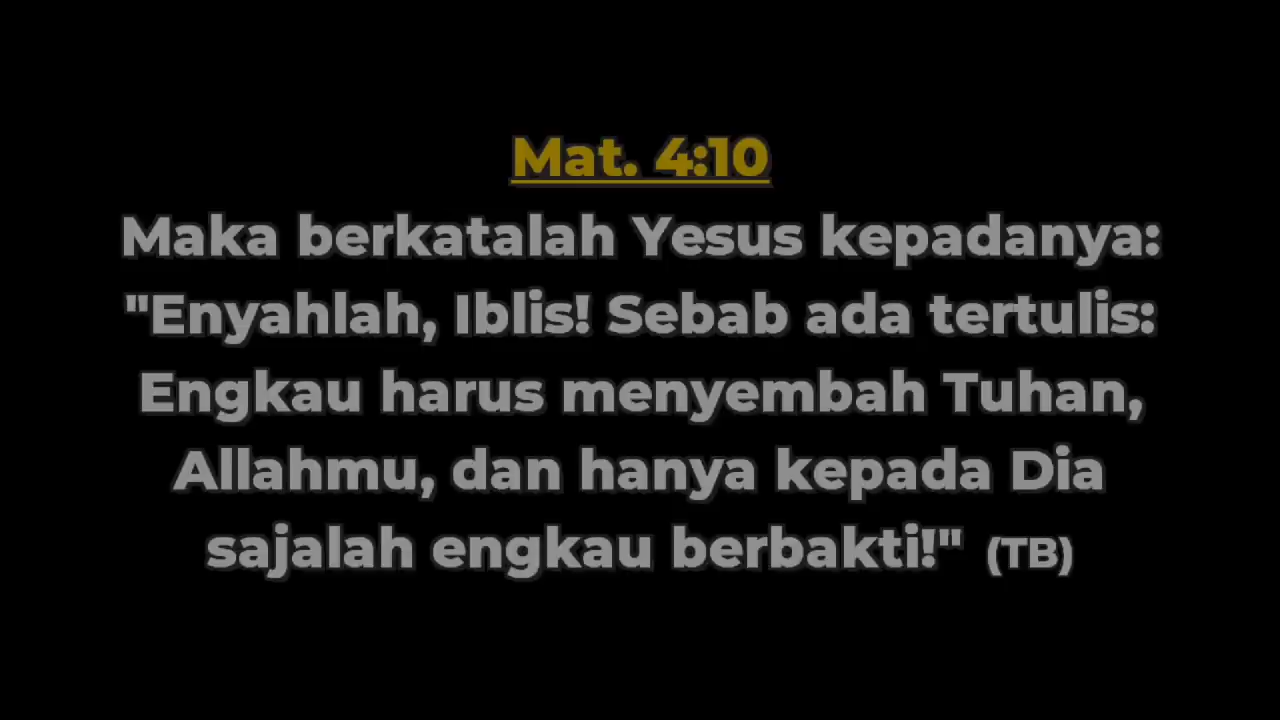 Mat. 4:10
Maka berkatalah Yesus kepadanya:
"Enyahlah, Iblis! Sebab ada tertulis:
Engkau harus menyembah Tuhan,
Allahmu, dan hanya kepada Dia
sajalah engkau berbakti!" (TB)